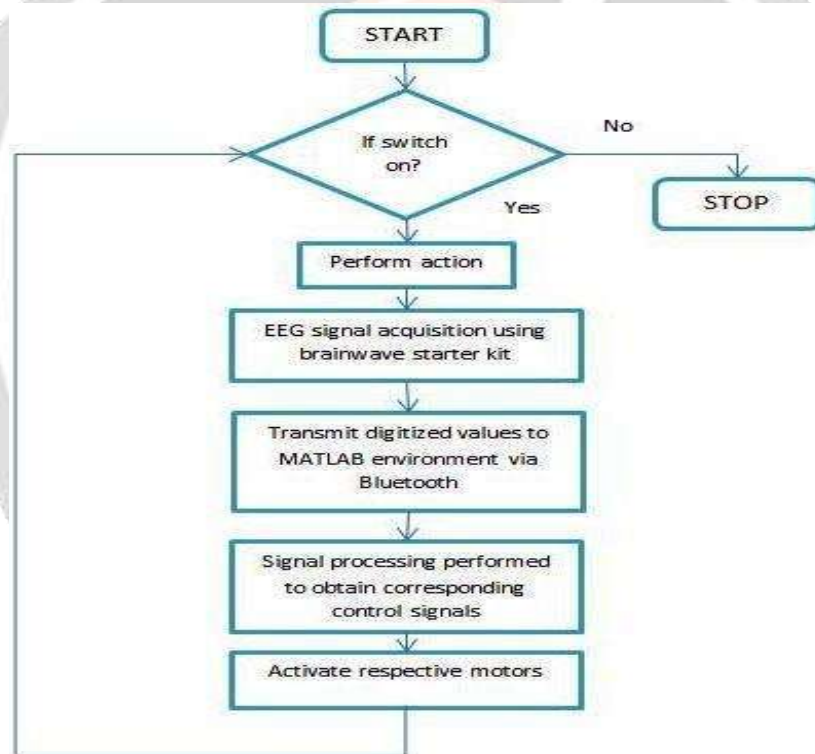 START
If switch
on?
No
STOP
Yes
Perform action
EEG signal acquisition using
brainwave starter kit
Transmit digitized values to
MATLAB environment via
Bluetooth
Signal processing performed
to obtain corresponding
control signals
Activate respective motors